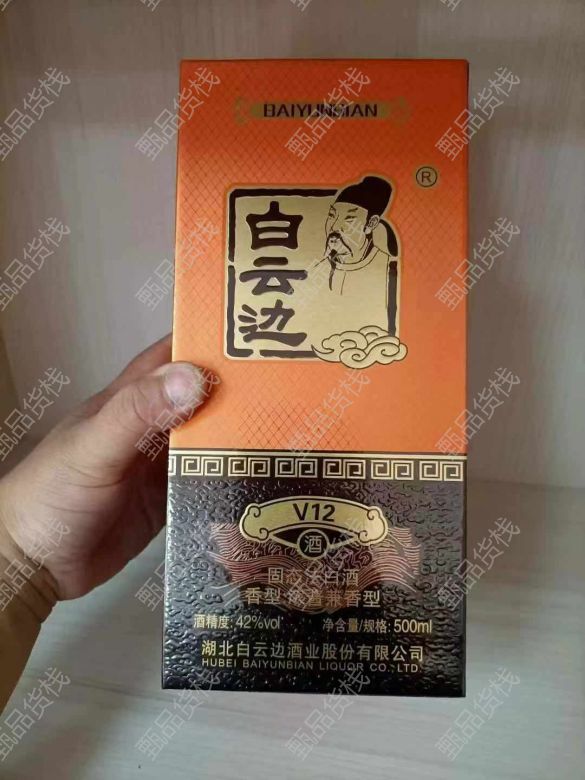 BAIYUNBIAN
®
白云边
V12
酒
固态法白酒
香型:浓酱兼香型
酒精度:42%vol 净含量/规格:500ml
湖北白云边酒业股份有限公司
HUBEI BAIYUNBIAN LIQUOR CO.,LTD
甄品货栈